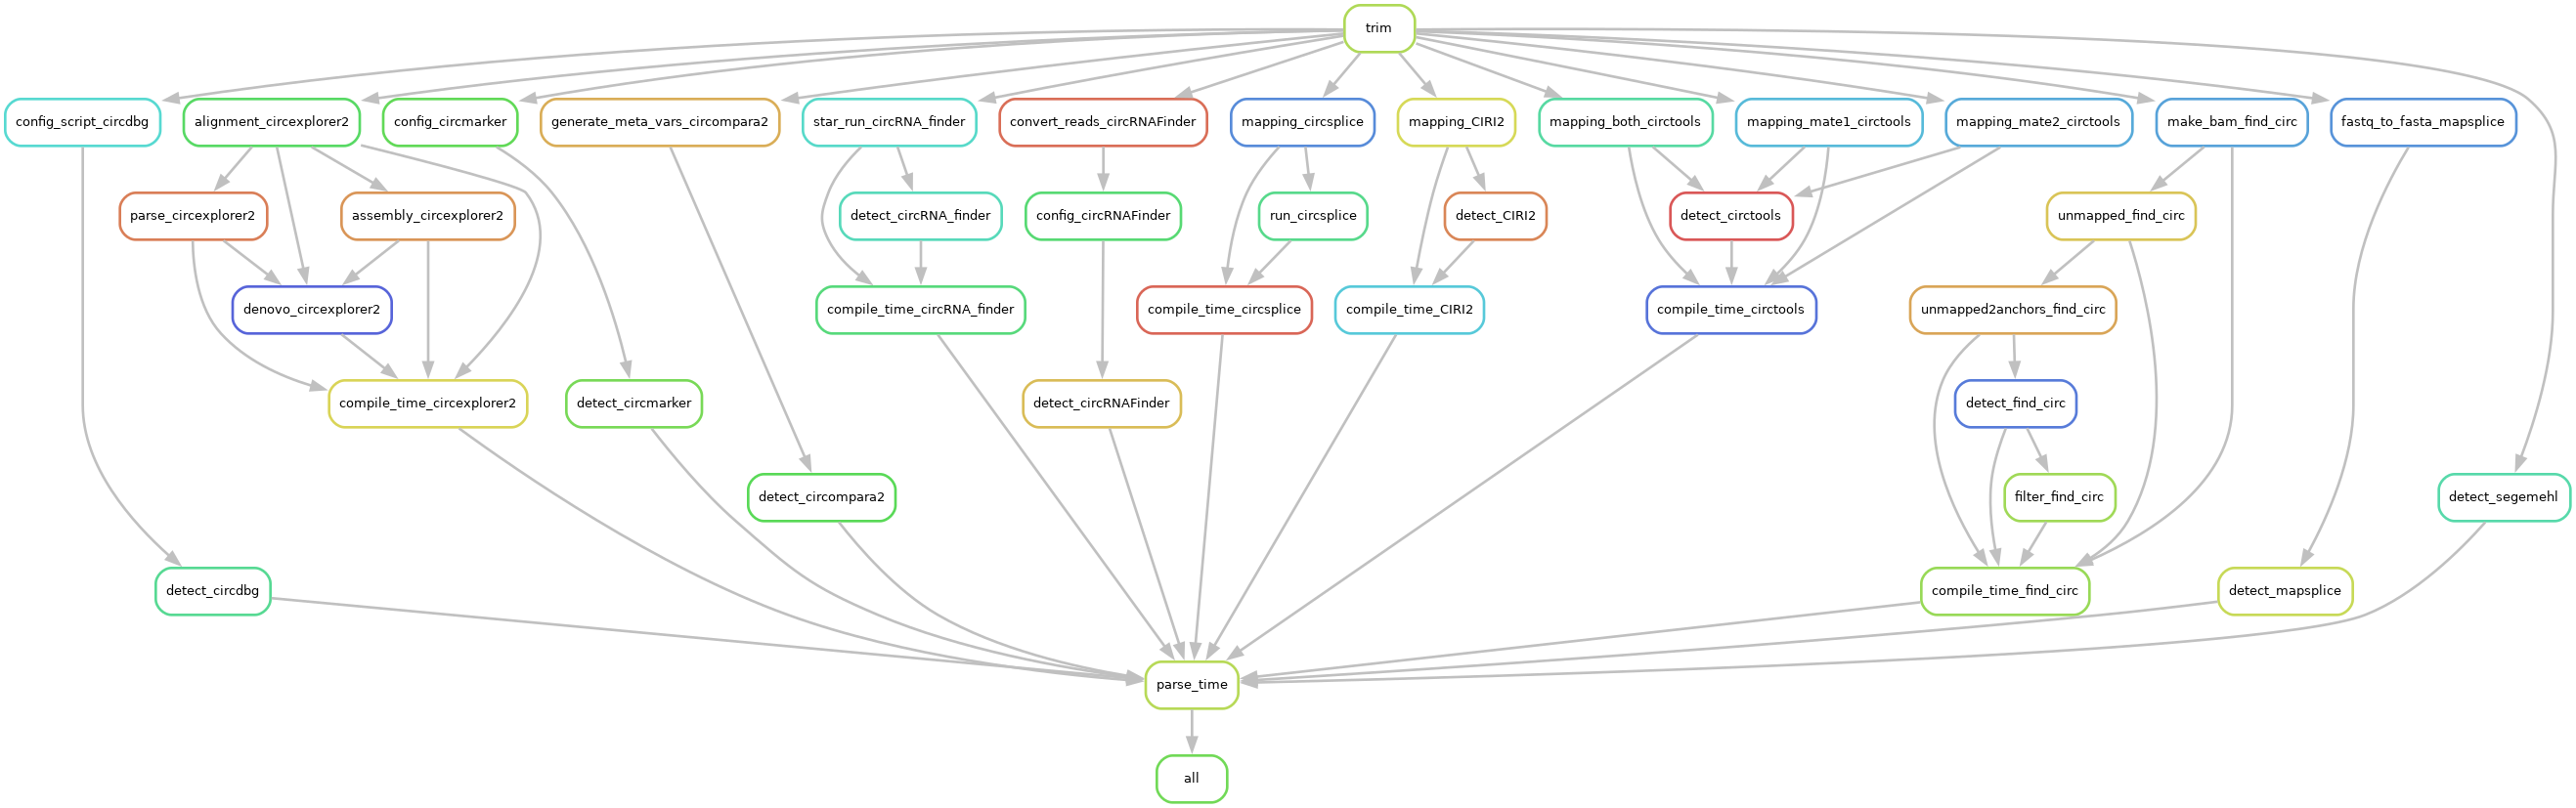 trim
config_script_circdbg
alignment_circexplorer2
config_circmarker
generate_meta_vars_circompara2
star_run_circRNA_finder
convert_reads_circRNAFinder
mapping_circsplice
mapping_CIRI2
mapping_both_circtools
mapping_mate1_circtools
mapping_mate2_circtools
make_bam_find_circ
fastq_to_fasta_mapsplice
parse_circexplorer2
assembly_circexplorer2
detect_circRNA_finder
config_circRNAFinder
run_circsplice
detect_CIRI2
detect_circtools
unmapped_find_circ
denovo_circexplorer2
compile_time_circRNA_finder
compile_time_circsplice
compile_time_CIRI2
compile_time_circtools
unmapped2anchors_find_circ
compile_time_circexplorer2
detect_circmarker
detect_circRNAFinder
detect_find_circ
detect_circompara2
filter_find_circ
detect_segemehl
detect_circdbg
compile_time_find_circ
detect_mapsplice
parse_time
all